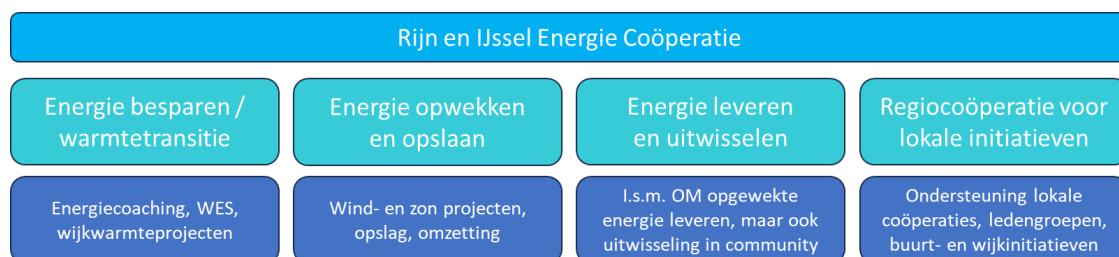 Rijn en IJssel Energie Coöperatie
Energie besparen /
warmtetransitie
Energie opwekken
en opslaan
Energie leveren
en uitwisselen
Regiocoöperatie voor
lokale initiatieven
Energiecoaching, WES,
wijkwarmteprojecten
Wind- en zon projecten,
opslag, omzetting
I.s.m. OM opgewekte
energie leveren, maar ook
uitwisseling in community
Ondersteuning lokale
coöperaties, ledengroepen,
buurt- en wijkinitiatieven